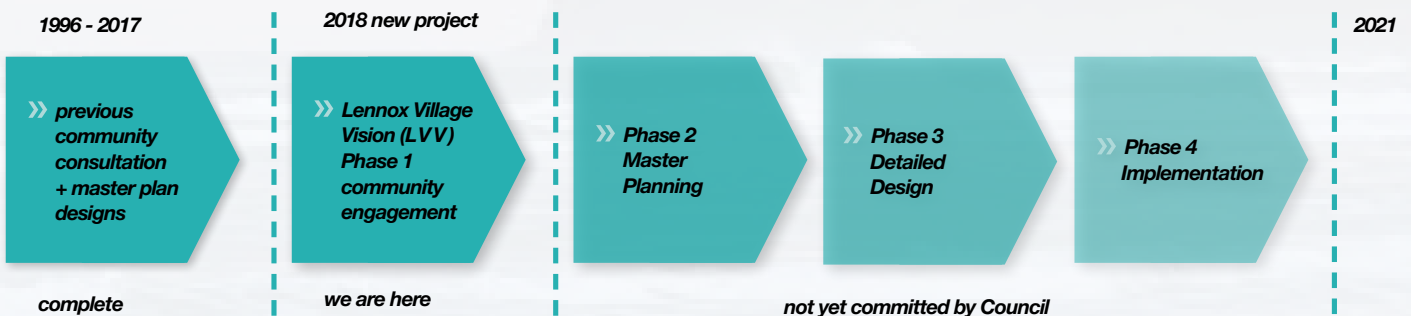 1996 - 2017
2018 new project
2021
» previous
community
consultation
+ master plan
designs
» Lennox Village
Vision (LVV)
Phase 1
community
engagement
» Phase 2
Master
Planning
» Phase 3
Detailed
Design
» Phase 4
Implementation
complete
we are here
not yet committed by Council